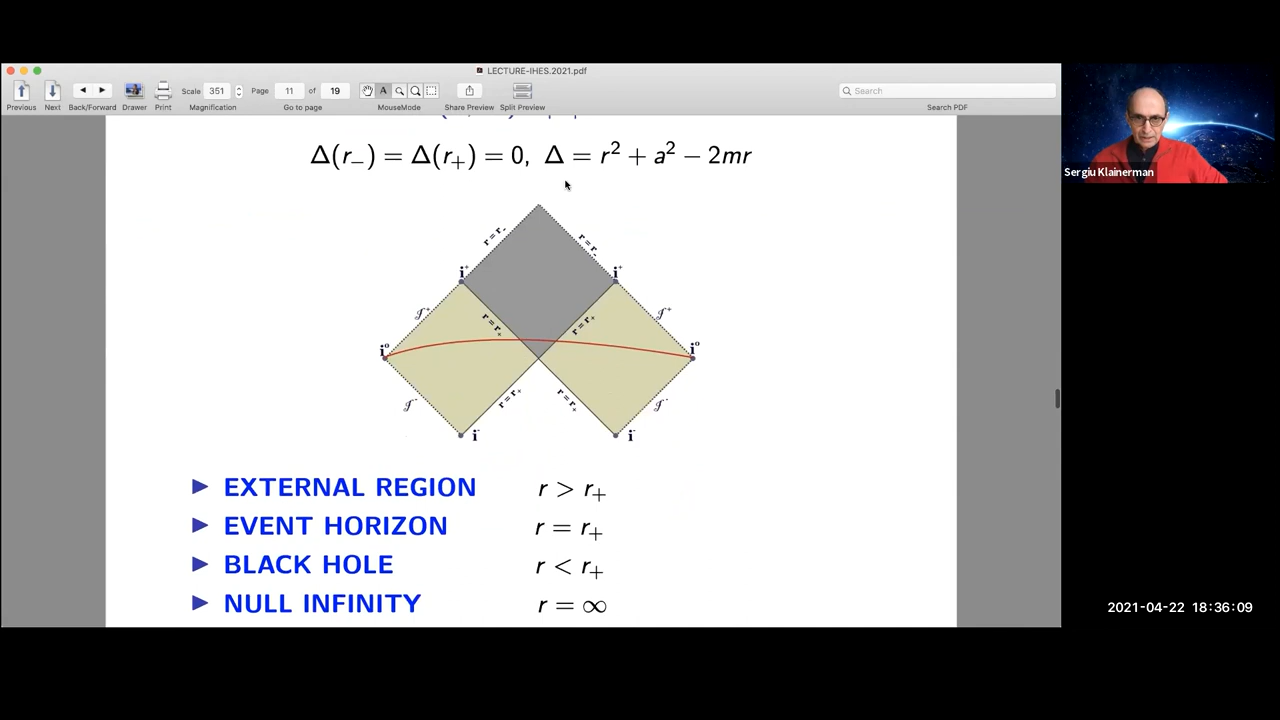 LECTURE-IHES.2021.pdf
Scale 351 Page 11 of 19 Search
Previous Next Back/Forward Drawer Print Magnification Go to page MouseMode Share Preview Split Preview Search PDF
Sergiu Klainerman
Δ(r₋) = Δ(r₊) = 0, Δ = r² + a² − 2mr
r = r₋ r = r₋
i⁺ i⁺
𝓘⁺ r = r₊ r = r₊ 𝓘⁺
i⁰ i⁰
𝓘⁻ r = r₊ r = r₊ 𝓘⁻
i⁻ i⁻
▶ EXTERNAL REGION r > r₊
▶ EVENT HORIZON r = r₊
▶ BLACK HOLE r < r₊
▶ NULL INFINITY r = ∞
2021-04-22 18:36:09